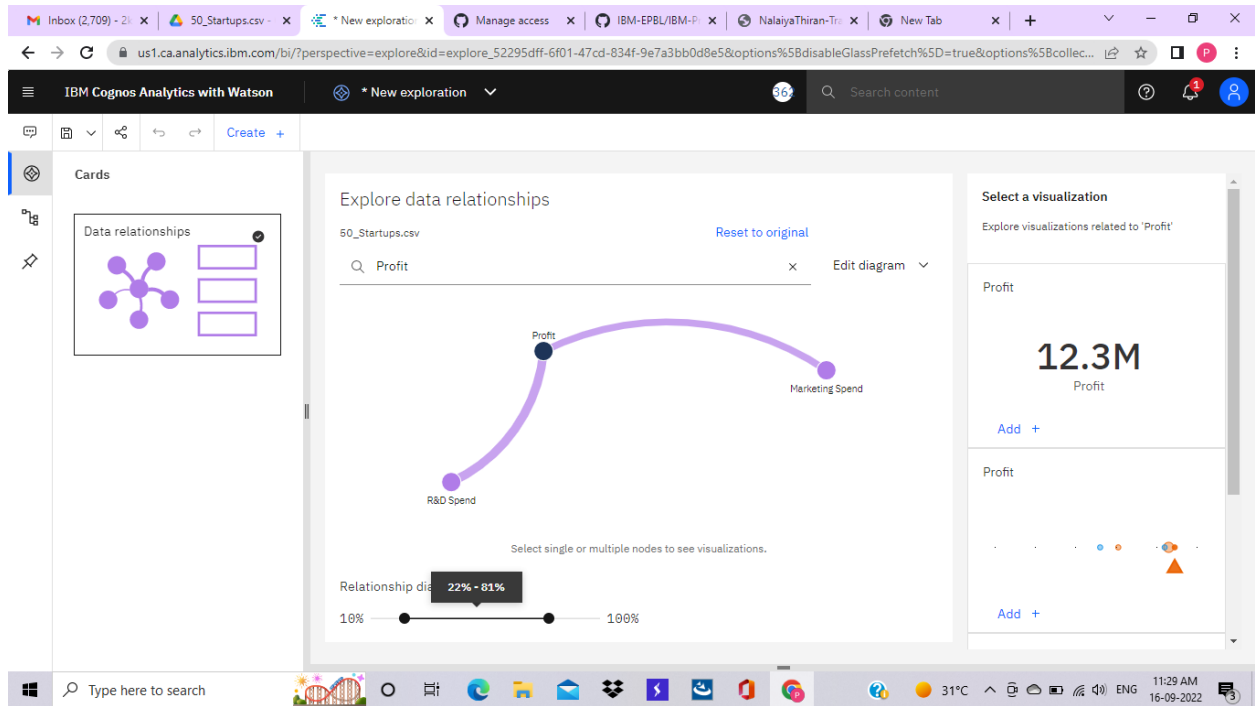 Inbox (2,709) - 2k
50_Startups.csv -
* New exploration
Manage access
IBM-EPBL/IBM-Pr
NalaiyaThiran-Tra
New Tab
us1.ca.analytics.ibm.com/bi/?perspective=explore&id=explore_52295dff-6f01-47cd-834f-9e7a3bb0d8e5&options%5BdisableGlassPrefetch%5D=true&options%5Bcollec...
P
IBM Cognos Analytics with Watson
* New exploration
362
Search content
1
Create +
Cards
Data relationships
Explore data relationships
50_Startups.csv
Reset to original
Profit
Edit diagram
Profit
Marketing Spend
R&D Spend
Select single or multiple nodes to see visualizations.
Relationship dia
22% - 81%
10%
100%
Select a visualization
Explore visualizations related to 'Profit'
Profit
12.3M
Profit
Add +
Profit
Add +
Type here to search
31°C
ENG
11:29 AM
16-09-2022
3